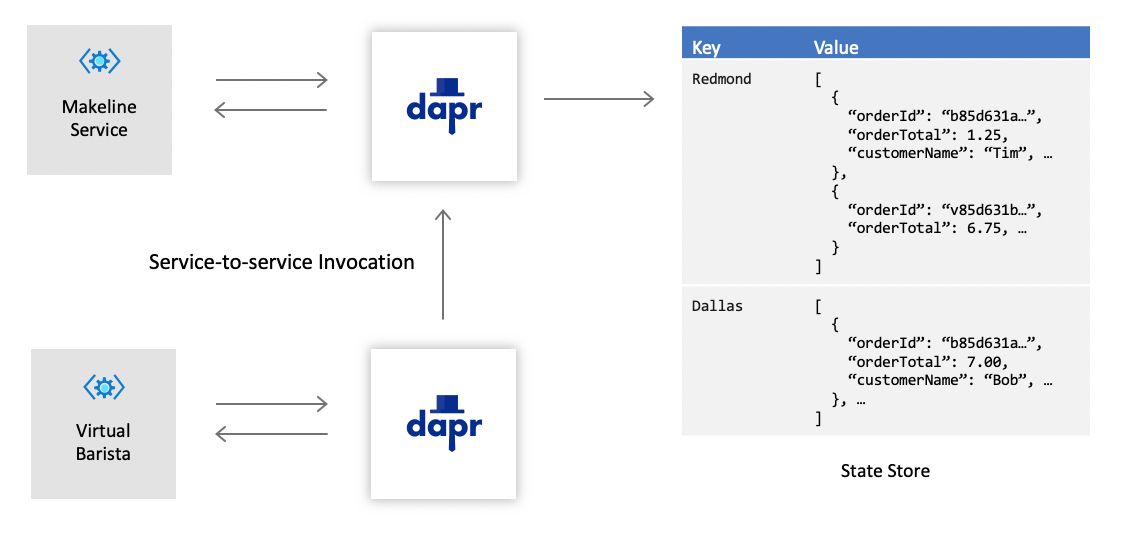 Makeline
Service
dapr
Service-to-service Invocation
Virtual
Barista
dapr
Key Value
Redmond [
{
“orderId”: “b85d631a…”,
“orderTotal”: 1.25,
“customerName”: “Tim”, …
},
{
“orderId”: “v85d631b…”,
“orderTotal”: 6.75, …
}
]
Dallas [
{
“orderId”: “b85d631a…”,
“orderTotal”: 7.00,
“customerName”: “Bob”, …
}, …
]
State Store